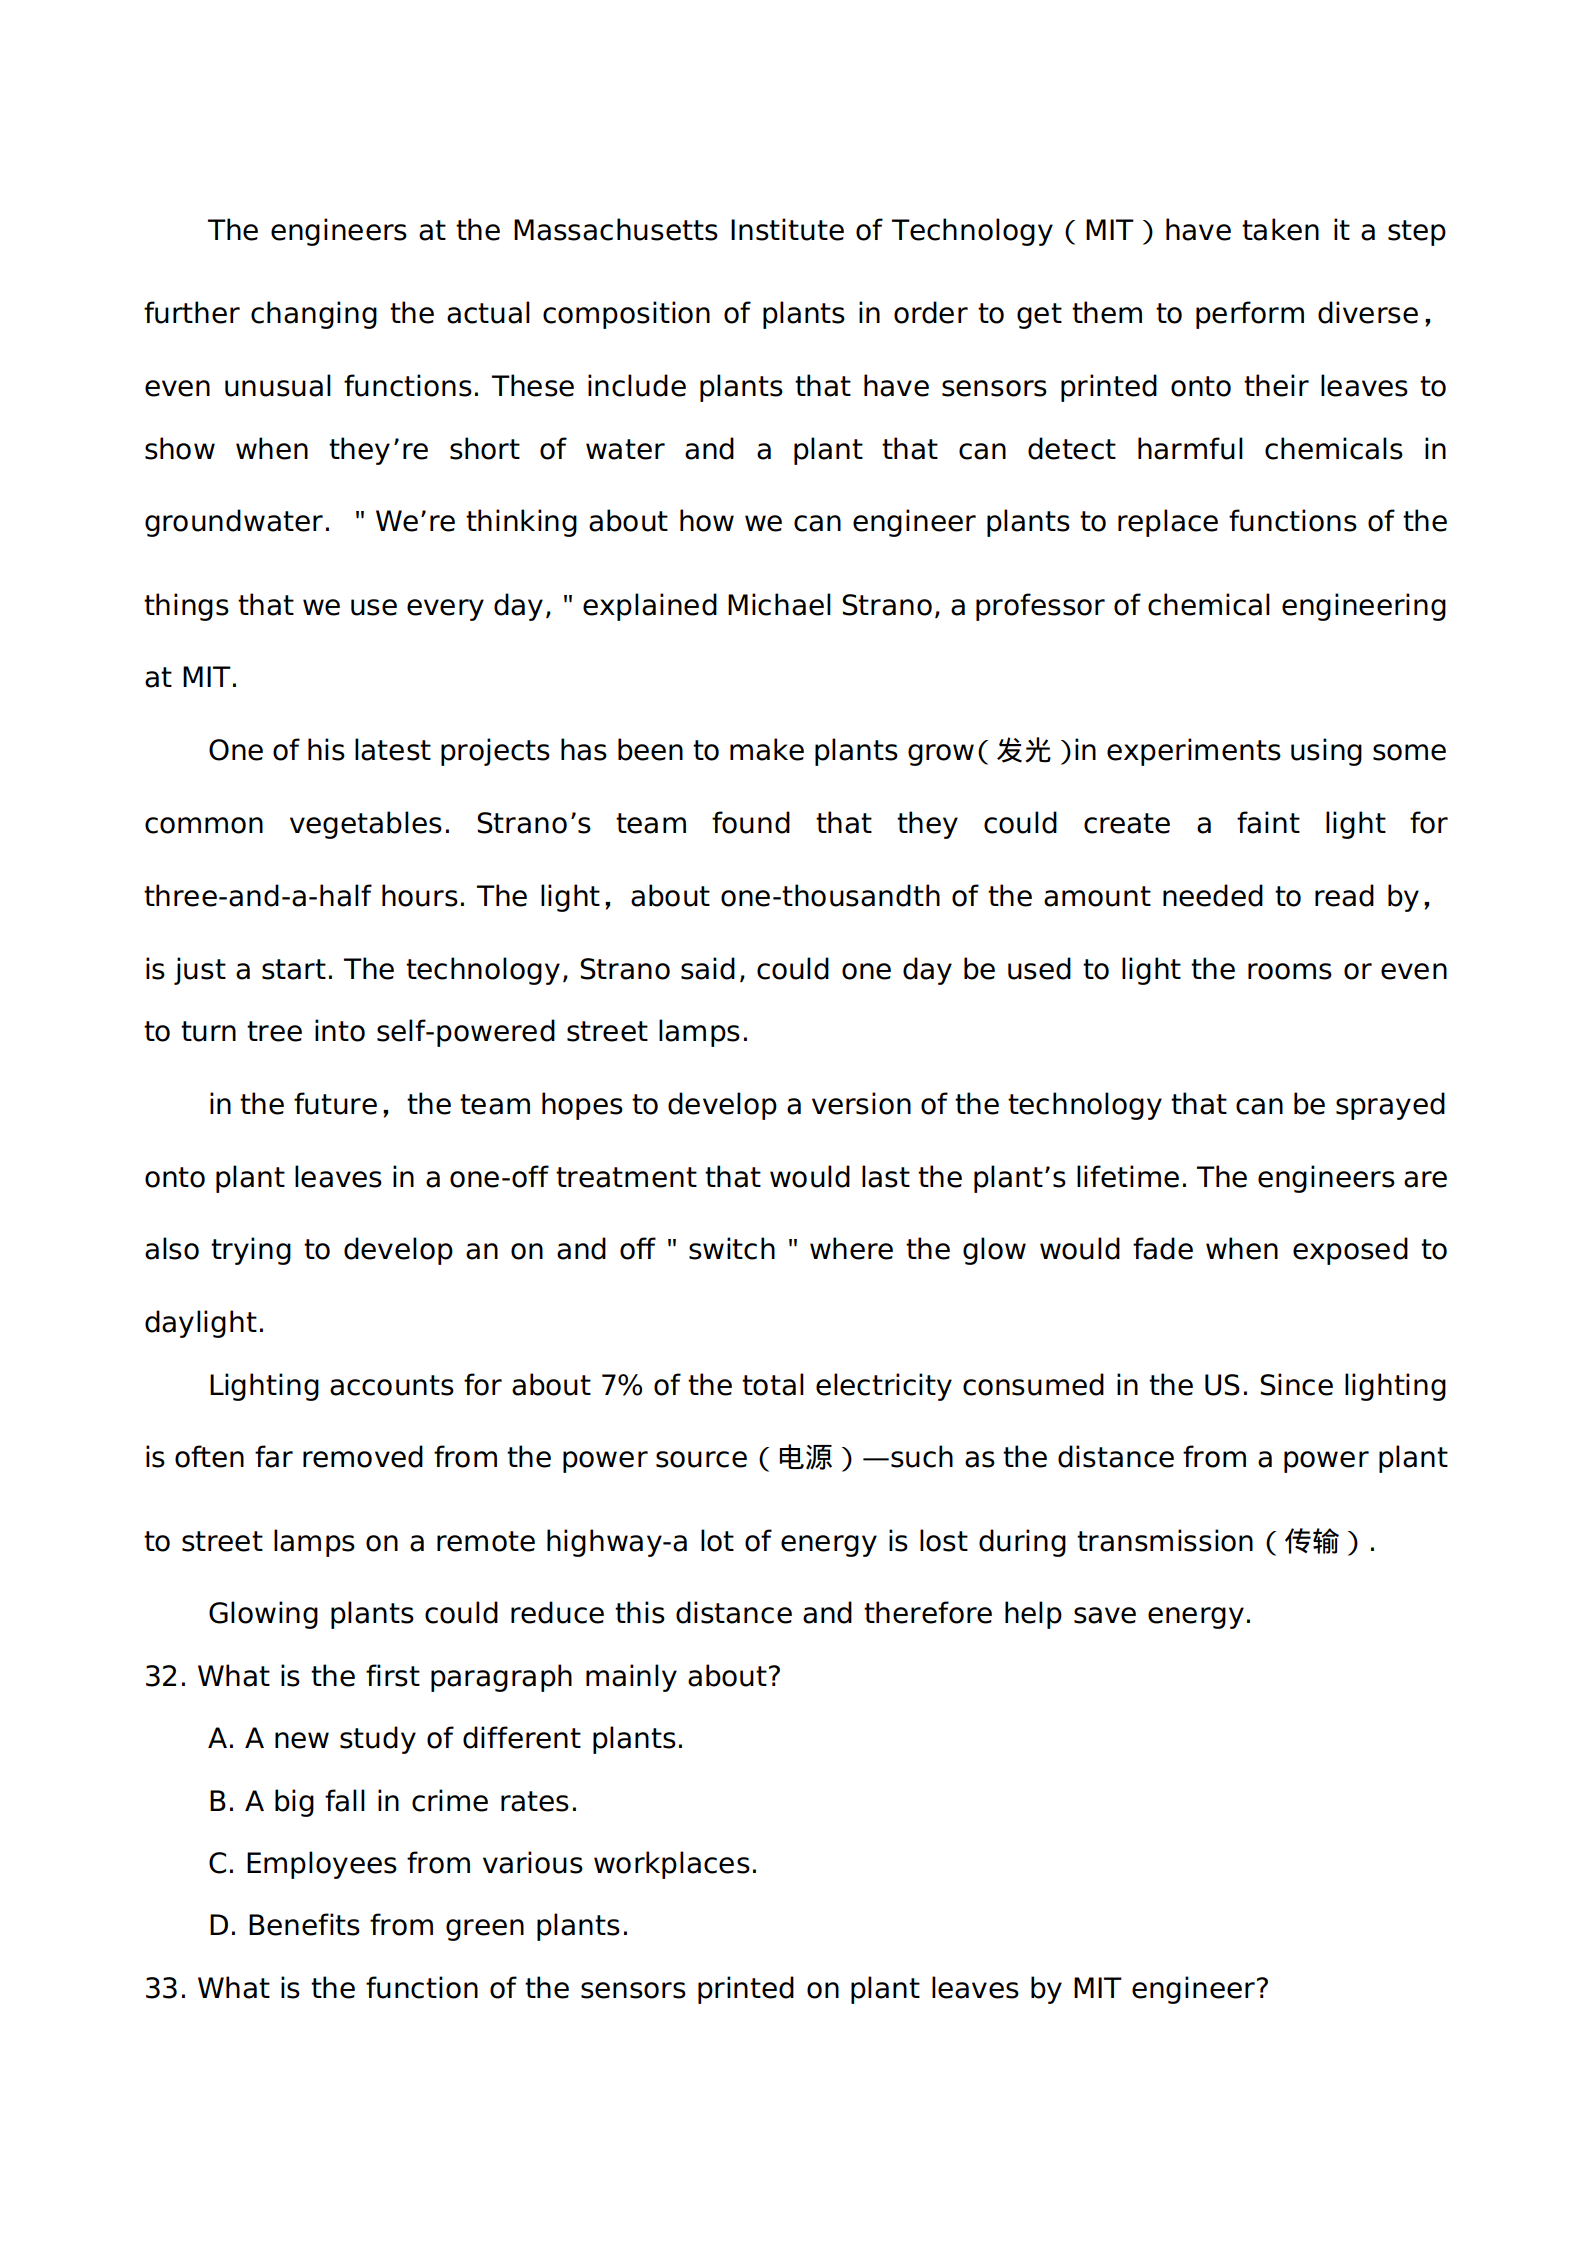 The engineers at the Massachusetts Institute of Technology（MIT）have taken it a step
further changing the actual composition of plants in order to get them to perform diverse，
even unusual functions. These include plants that have sensors printed onto their leaves to
show when they’re short of water and a plant that can detect harmful chemicals in
groundwater. " We’re thinking about how we can engineer plants to replace functions of the
things that we use every day, " explained Michael Strano, a professor of chemical engineering
at MIT.
One of his latest projects has been to make plants grow(发光)in experiments using some
common vegetables. Strano’s team found that they could create a faint light for
three-and-a-half hours. The light，about one-thousandth of the amount needed to read by，
is just a start. The technology, Strano said, could one day be used to light the rooms or even
to turn tree into self-powered street lamps.
in the future，the team hopes to develop a version of the technology that can be sprayed
onto plant leaves in a one-off treatment that would last the plant’s lifetime. The engineers are
also trying to develop an on and off " switch " where the glow would fade when exposed to
daylight.
Lighting accounts for about 7% of the total electricity consumed in the US. Since lighting
is often far removed from the power source（电源）—such as the distance from a power plant
to street lamps on a remote highway-a lot of energy is lost during transmission（传输）.
Glowing plants could reduce this distance and therefore help save energy.
32. What is the first paragraph mainly about?
A. A new study of different plants.
B. A big fall in crime rates.
C. Employees from various workplaces.
D. Benefits from green plants.
33. What is the function of the sensors printed on plant leaves by MIT engineer?